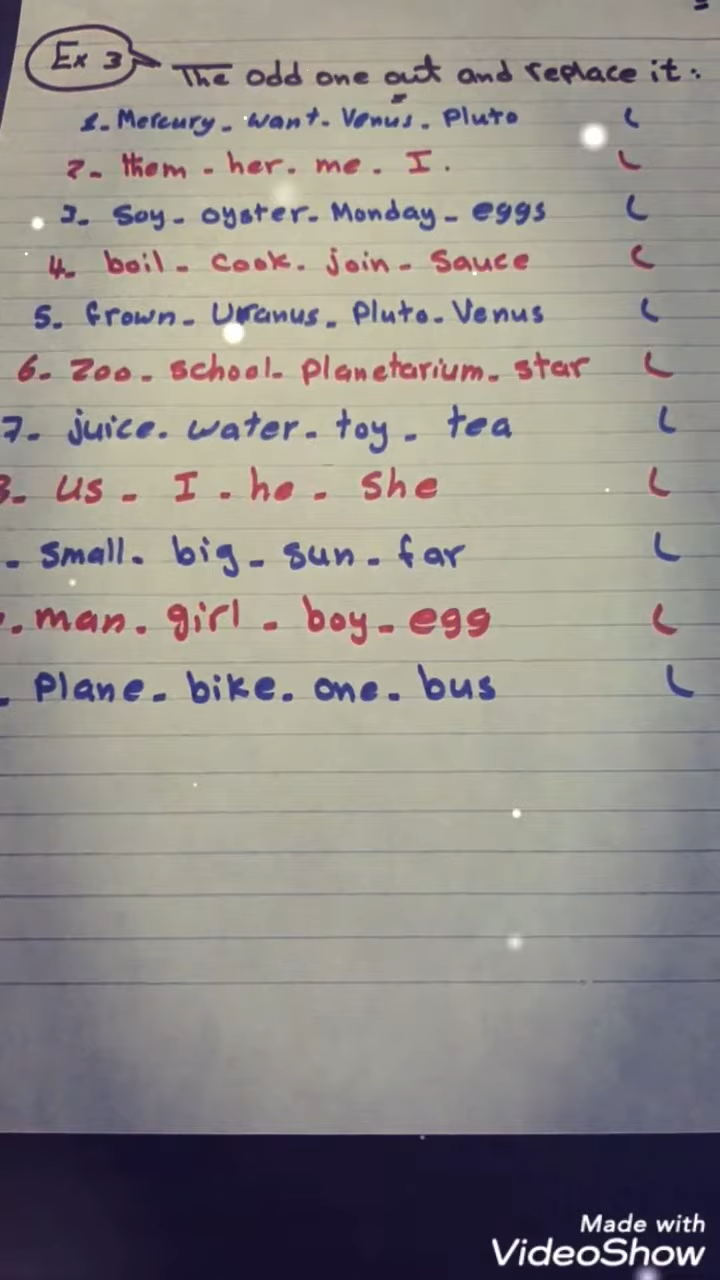 Ex 3
The odd one out and replace it:
1- Mercury - want - Venus - Pluto (
2- them - her - me - I. (
3- Soy - oyster - Monday - eggs (
4- boil - cook - join - Sauce (
5- Grown - Uranus - Pluto - Venus (
6- Zoo - school - planetarium - star (
7- juice - water - toy - tea (
8- us - I - he - She (
- small - big - sun - far (
. man - girl - boy - egg (
. Plane - bike - one - bus (
Made with
VideoShow